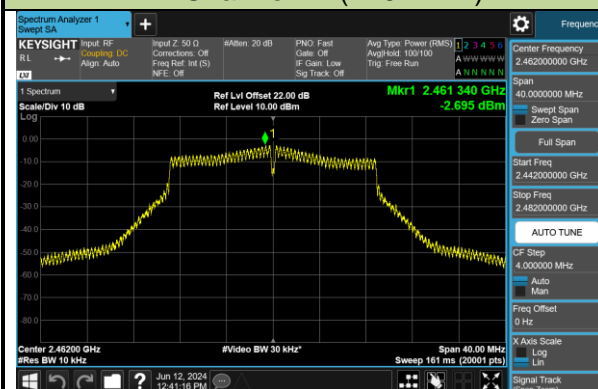 Spectrum Analyzer 1
Swept SA
+
Frequenc
KEYSIGHT
RL
Input: RF
Coupling: DC
Align: Auto
Input Z: 50 Ω
Corrections: Off
Freq Ref: Int (S)
NFE: Off
#Atten: 20 dB
PNO: Fast
Gate: Off
IF Gain: Low
Sig Track: Off
Avg Type: Power (RMS)
Avg|Hold: 100/100
Trig: Free Run
1 2 3 4 5 6
A W W W W W
A N N N N N
1 Spectrum
Scale/Div 10 dB
Log
Ref Lvl Offset 22.00 dB
Ref Level 10.00 dBm
Mkr1 2.461 340 GHz
-2.695 dBm
1
0.00
-10.0
-20.0
-30.0
-40.0
-50.0
-60.0
-70.0
-80.0
Center 2.46200 GHz
#Res BW 10 kHz
#Video BW 30 kHz*
Span 40.00 MHz
Sweep 161 ms (20001 pts)
Center Frequency
2.462000000 GHz
Span
40.0000000 MHz
Swept Span
Zero Span
Full Span
Start Freq
2.442000000 GHz
Stop Freq
2.482000000 GHz
AUTO TUNE
CF Step
4.000000 MHz
Auto
Man
Freq Offset
0 Hz
X Axis Scale
Log
Lin
Signal Track
?
Jun 12, 2024
12:41:16 PM